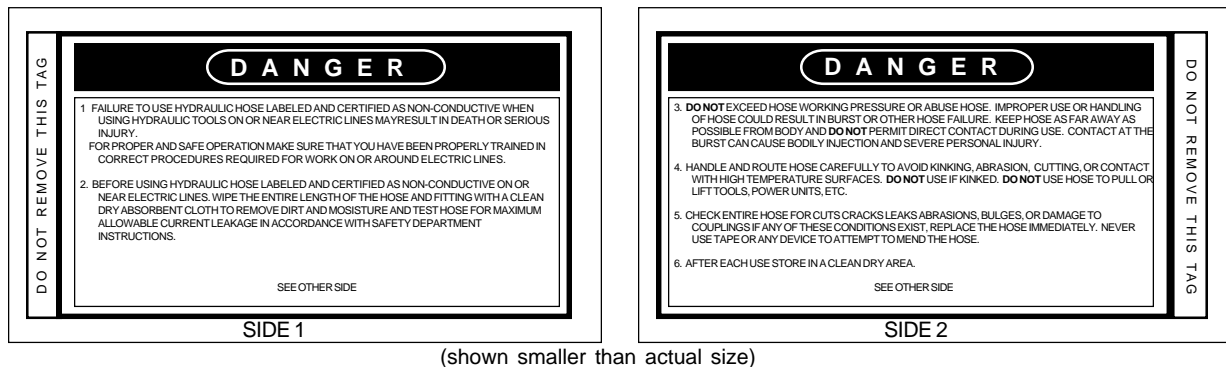 DO NOT REMOVE THIS TAG
DANGER
1 FAILURE TO USE HYDRAULIC HOSE LABELED AND CERTIFIED AS NON-CONDUCTIVE WHEN
USING HYDRAULIC TOOLS ON OR NEAR ELECTRIC LINES MAY RESULT IN DEATH OR SERIOUS
INJURY.
FOR PROPER AND SAFE OPERATION MAKE SURE THAT YOU HAVE BEEN PROPERLY TRAINED IN
CORRECT PROCEDURES REQUIRED FOR WORK ON OR AROUND ELECTRIC LINES.
2. BEFORE USING HYDRAULIC HOSE LABELED AND CERTIFIED AS NON-CONDUCTIVE ON OR
NEAR ELECTRIC LINES. WIPE THE ENTIRE LENGTH OF THE HOSE AND FITTING WITH A CLEAN
DRY ABSORBENT CLOTH TO REMOVE DIRT AND MOSISTURE AND TEST HOSE FOR MAXIMUM
ALLOWABLE CURRENT LEAKAGE IN ACCORDANCE WITH SAFETY DEPARTMENT
INSTRUCTIONS.
SEE OTHER SIDE
SIDE 1
DANGER
3. DO NOT EXCEED HOSE WORKING PRESSURE OR ABUSE HOSE. IMPROPER USE OR HANDLING
OF HOSE COULD RESULT IN BURST OR OTHER HOSE FAILURE. KEEP HOSE AS FAR AWAY AS
POSSIBLE FROM BODY AND DO NOT PERMIT DIRECT CONTACT DURING USE. CONTACT AT THE
BURST CAN CAUSE BODILY INJECTION AND SEVERE PERSONAL INJURY.
4. HANDLE AND ROUTE HOSE CAREFULLY TO AVOID KINKING, ABRASION, CUTTING, OR CONTACT
WITH HIGH TEMPERATURE SURFACES. DO NOT USE IF KINKED. DO NOT USE HOSE TO PULL OR
LIFT TOOLS, POWER UNITS, ETC.
5. CHECK ENTIRE HOSE FOR CUTS CRACKS LEAKS ABRASIONS, BULGES, OR DAMAGE TO
COUPLINGS IF ANY OF THESE CONDITIONS EXIST, REPLACE THE HOSE IMMEDIATELY. NEVER
USE TAPE OR ANY DEVICE TO ATTEMPT TO MEND THE HOSE.
6. AFTER EACH USE STORE IN A CLEAN DRY AREA.
SEE OTHER SIDE
DO NOT REMOVE THIS TAG
SIDE 2
(shown smaller than actual size)